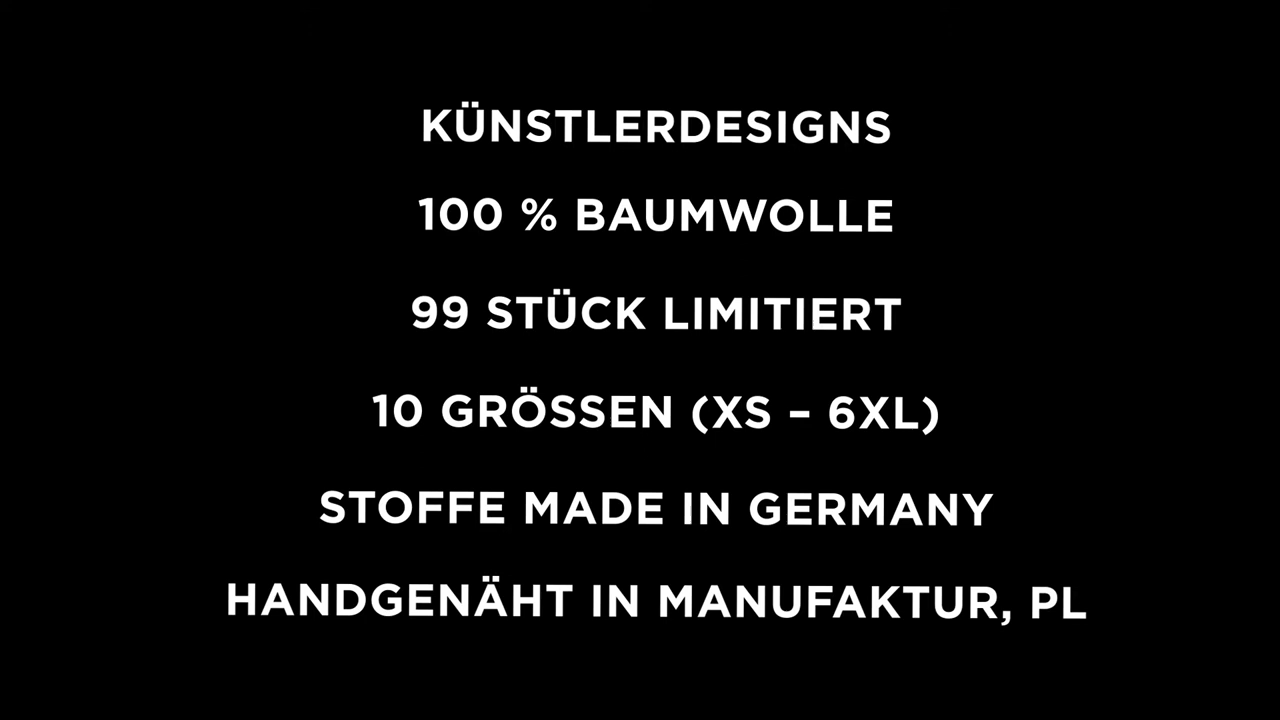 KÜNSTLERDESIGNS
100 % BAUMWOLLE
99 STÜCK LIMITIERT
10 GRÖSSEN (XS – 6XL)
STOFFE MADE IN GERMANY
HANDGENÄHT IN MANUFAKTUR, PL